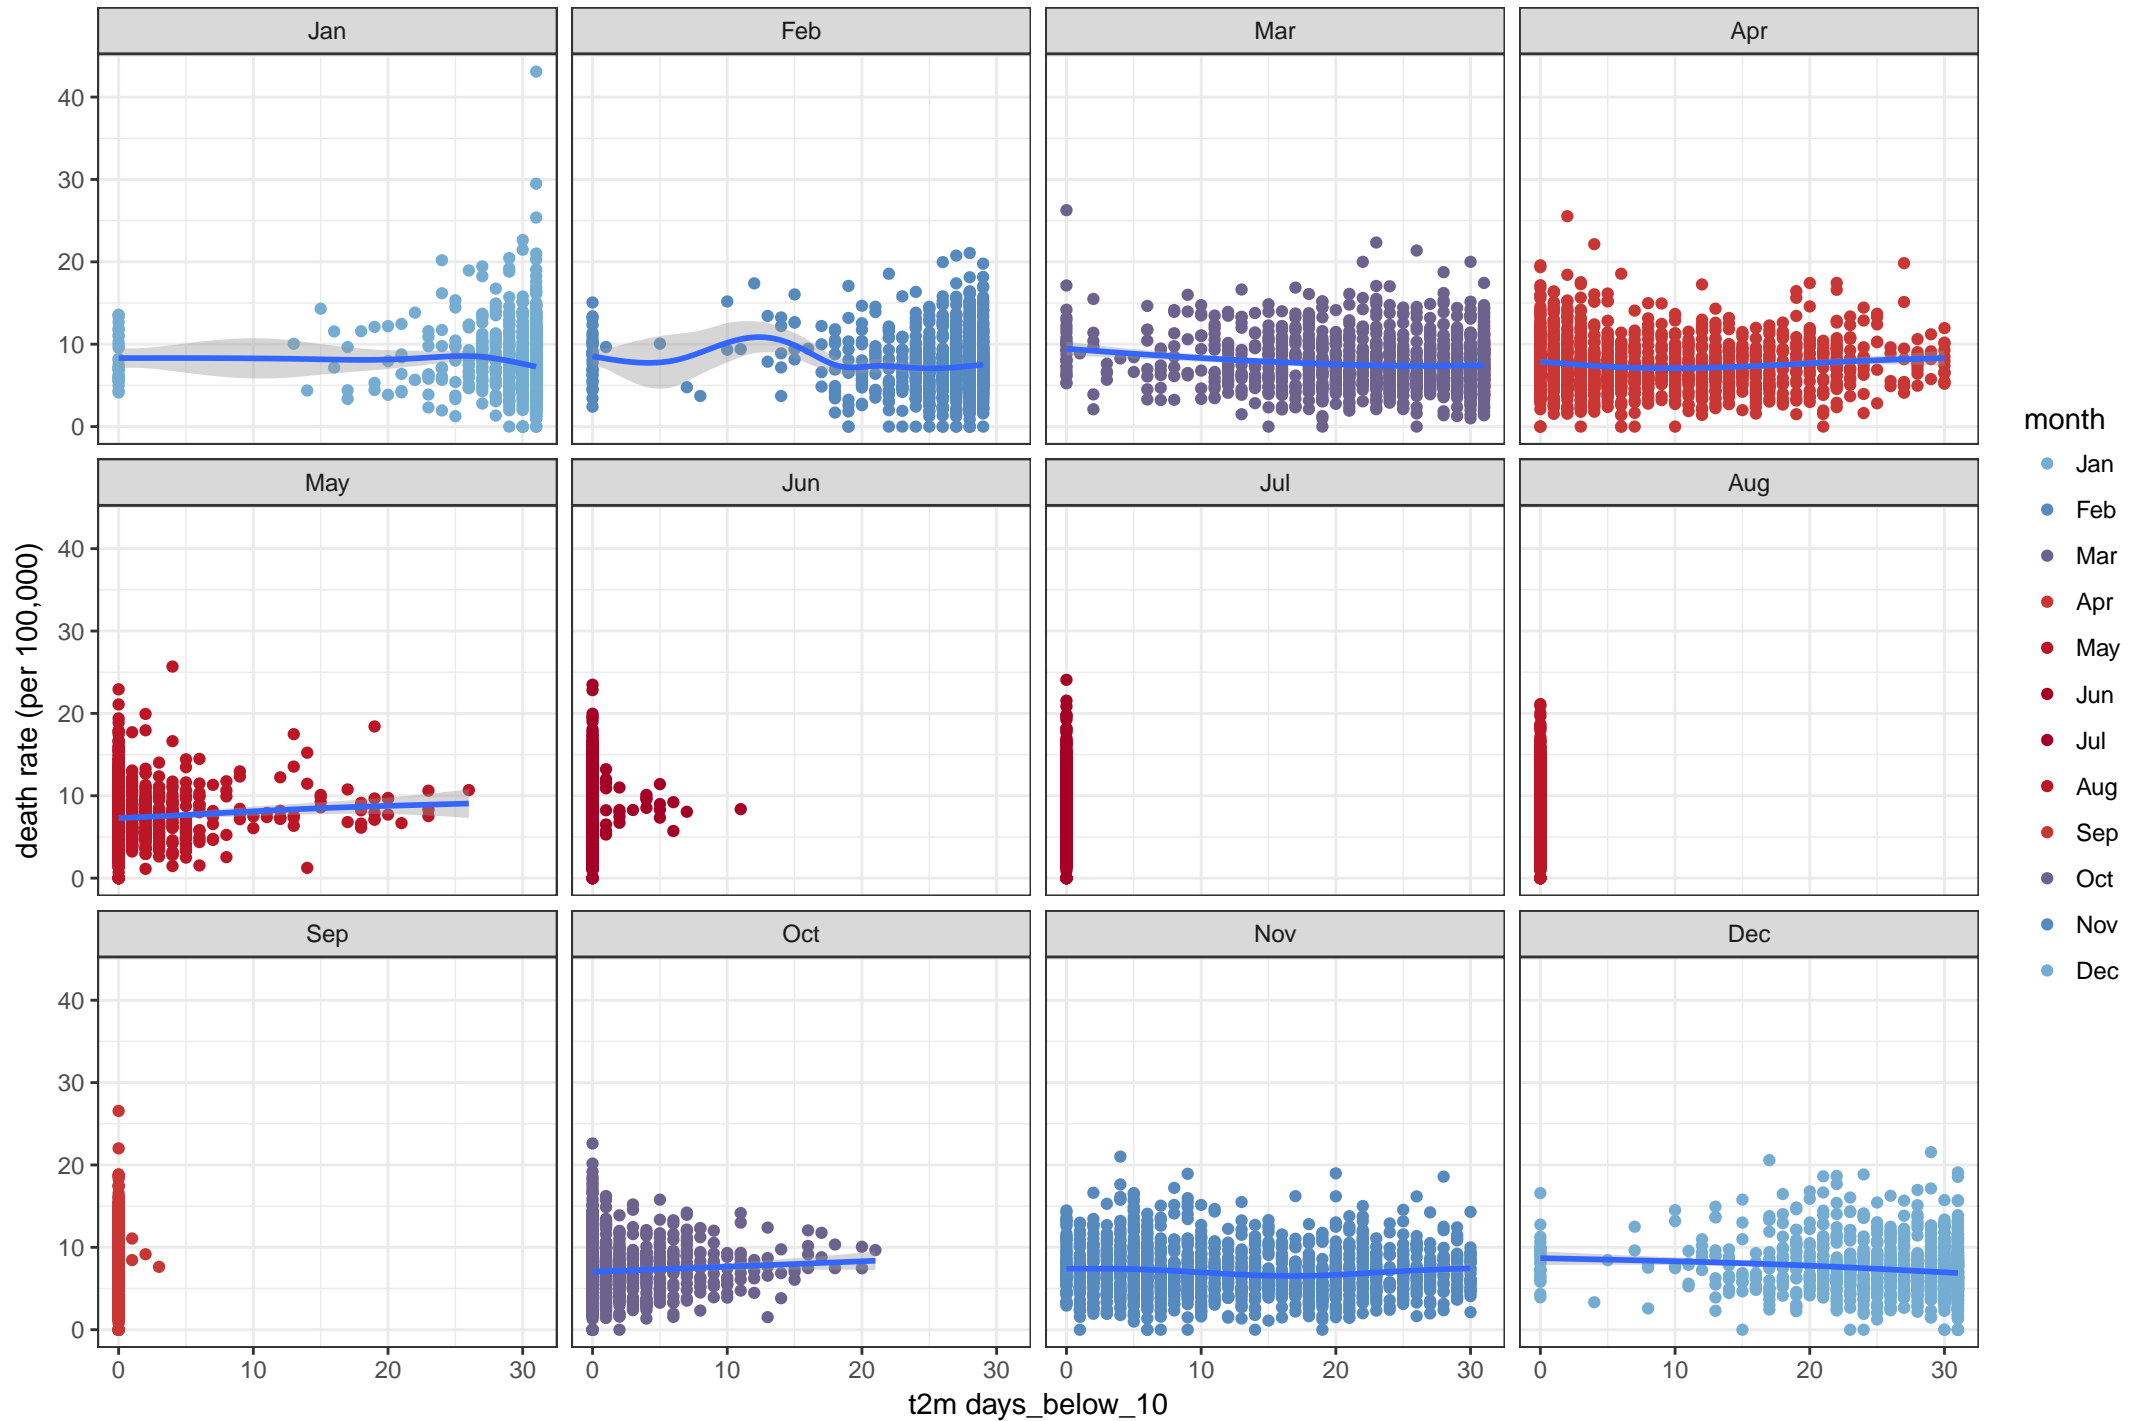 Jan Feb Mar Apr
40
30
20
10
0
May Jun Jul Aug
40
30
20
10
0
Sep Oct Nov Dec
40
30
20
10
0
0 10 20 30 0 10 20 30 0 10 20 30 0 10 20 30
t2m days_below_10
death rate (per 100,000)
month
Jan
Feb
Mar
Apr
May
Jun
Jul
Aug
Sep
Oct
Nov
Dec